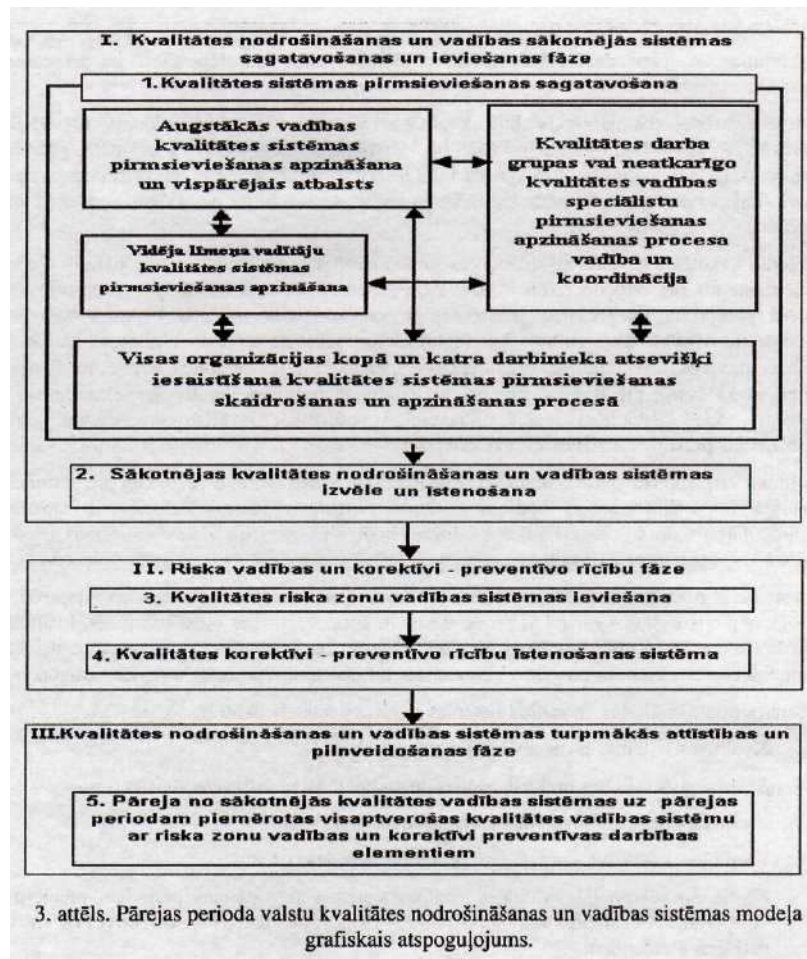 I. Kvalitātes nodrošināšanas un vadības sākotnējās sistēmas
sagatavošanas un ieviešanas fāze
1. Kvalitātes sistēmas pirmsieviešanas sagatavošana
Augstākās vadības
kvalitātes sistēmas
pirmsieviešanas apzināšana
un vispārējais atbalsts
Kvalitātes darba
grupas vai neatkarīgo
kvalitātes vadības
speciālistu
pirmsieviešanas
apzināšanas procesa
vadība un
koordinācija
Vidēja līmeņa vadītāju
kvalitātes sistēmas
pirmsieviešanas apzināšana
Visas organizācijas kopā un katra darbinieka atsevišķi
iesaistīšana kvalitātes sistēmas pirmsieviešanas
skaidrošanas un apzināšanas procesā
2. Sākotnējas kvalitātes nodrošināšanas un vadības sistēmas
izvēle un īstenošana
II. Riska vadības un korektīvi - preventīvo rīcību fāze
3. Kvalitātes riska zonu vadības sistēmas ieviešana
4. Kvalitātes korektīvi - preventīvo rīcību īstenošanas sistēma
III.Kvalitātes nodrošināšanas un vadības sistēmas turpmākās attīstības un
pilnveidošanas fāze
5. Pāreja no sākotnējās kvalitātes vadības sistēmas uz pārejas
periodam piemērotas visaptverošas kvalitātes vadības sistēmu
ar riska zonu vadības un korektīvi preventīvas darbības
elementiem
3. attēls. Pārejas perioda valstu kvalitātes nodrošināšanas un vadības sistēmas modeļa
grafiskais atspoguļojums.